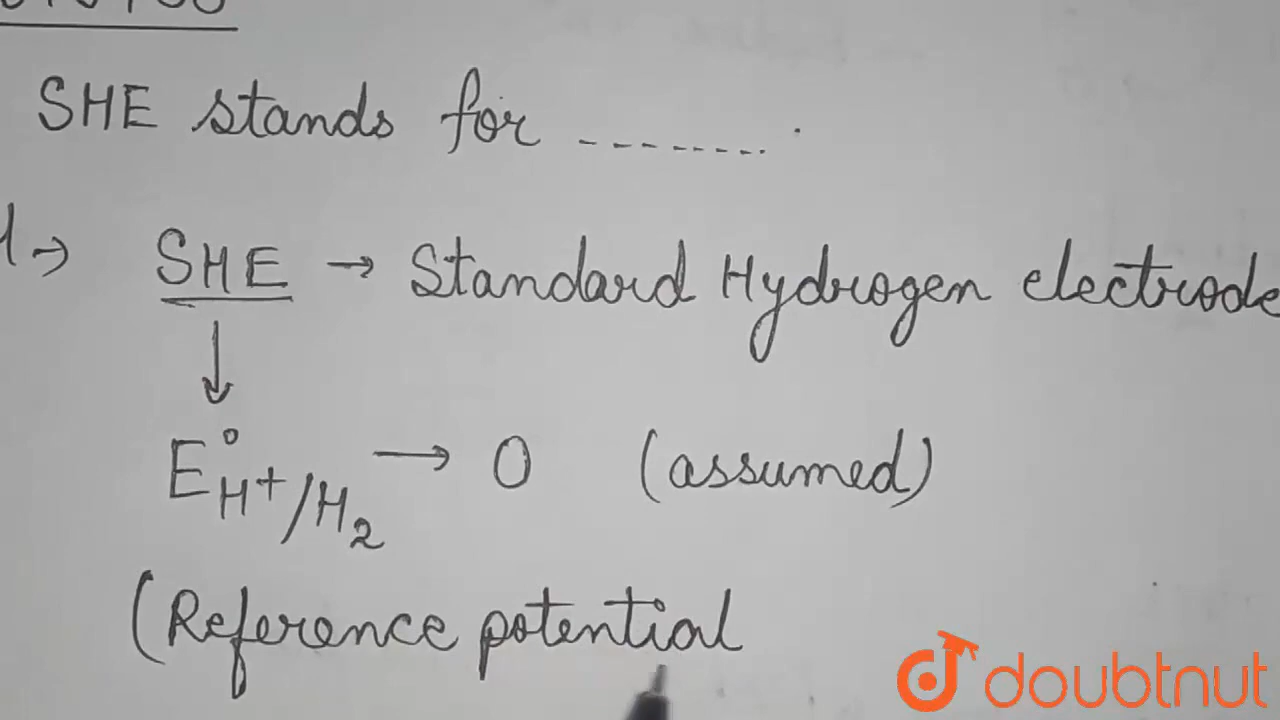 SHE stands for ---------.
SHE → Standard Hydrogen electrode
↓
E°H+/H2 → 0 (assumed)
(Reference potential
doubtnut